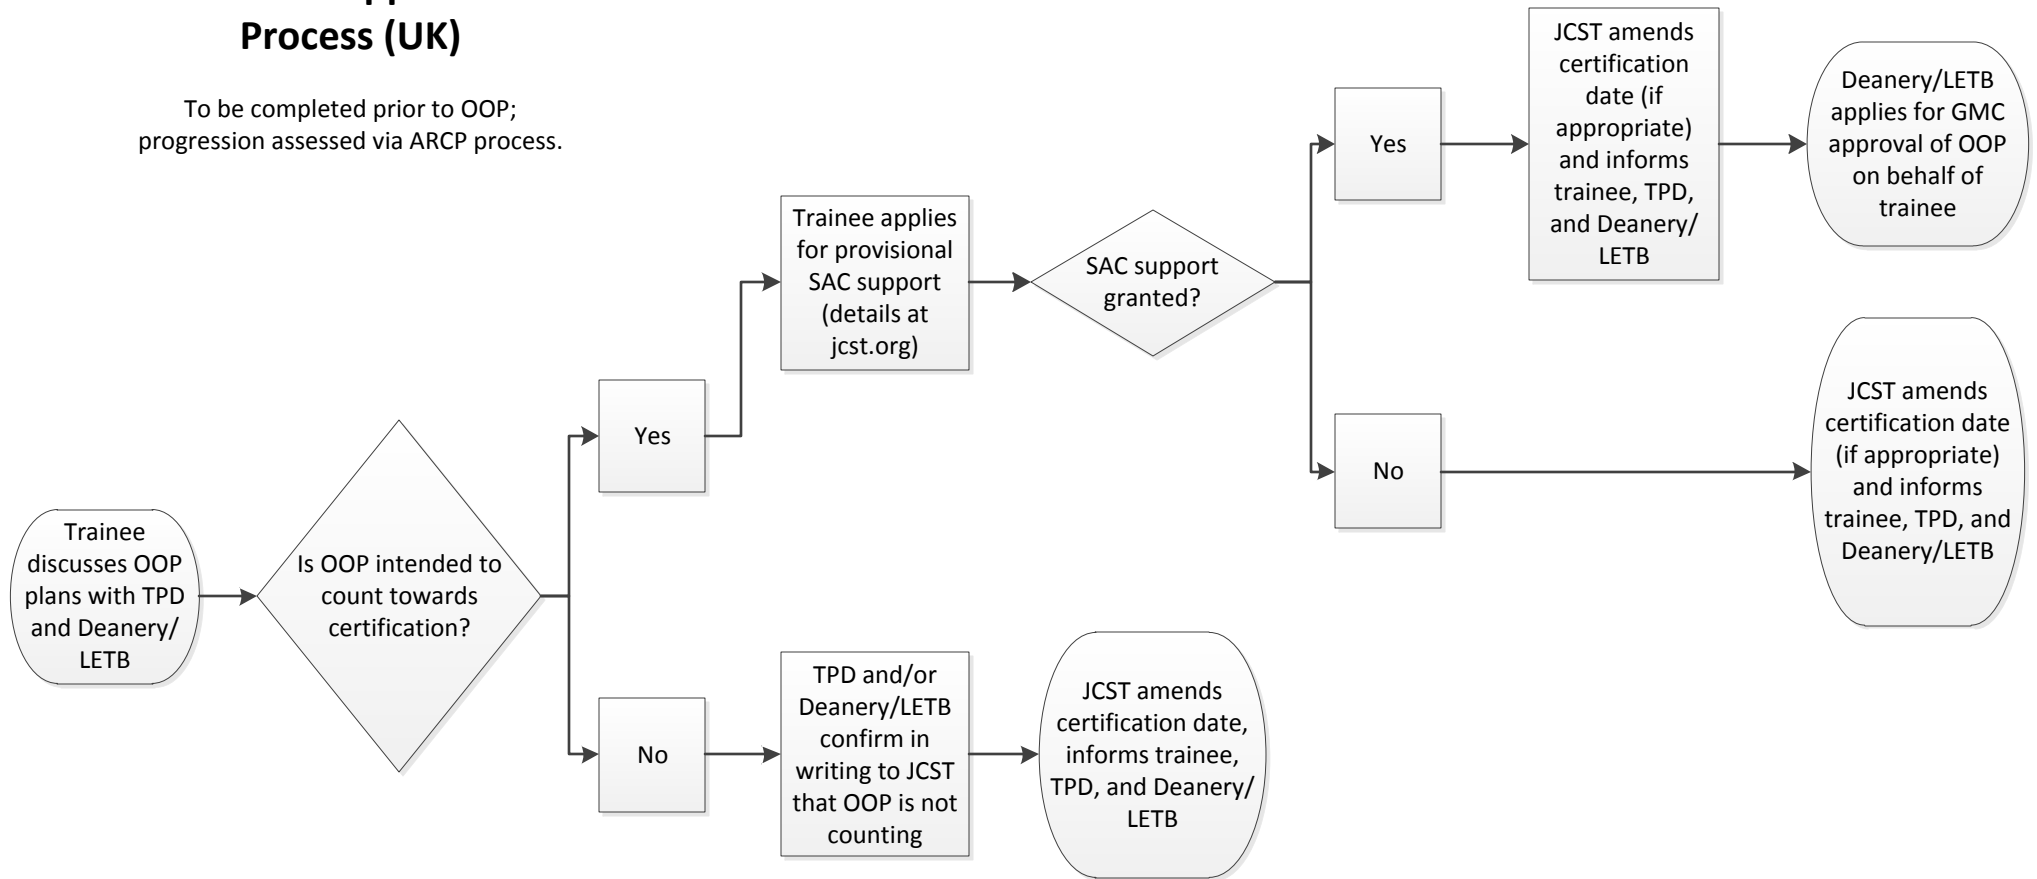 Process (UK)
To be completed prior to OOP;
progression assessed via ARCP process.
Trainee
discusses OOP
plans with TPD
and Deanery/
LETB
Is OOP intended to
count towards
certification?
Yes
Trainee applies
for provisional
SAC support
(details at
jcst.org)
SAC support
granted?
Yes
JCST amends
certification
date (if
appropriate)
and informs
trainee, TPD,
and Deanery/
LETB
Deanery/LETB
applies for GMC
approval of OOP
on behalf of
trainee
No
JCST amends
certification date
(if appropriate)
and informs
trainee, TPD, and
Deanery/LETB
No
TPD and/or
Deanery/LETB
confirm in
writing to JCST
that OOP is not
counting
JCST amends
certification date,
informs trainee,
TPD, and Deanery/
LETB